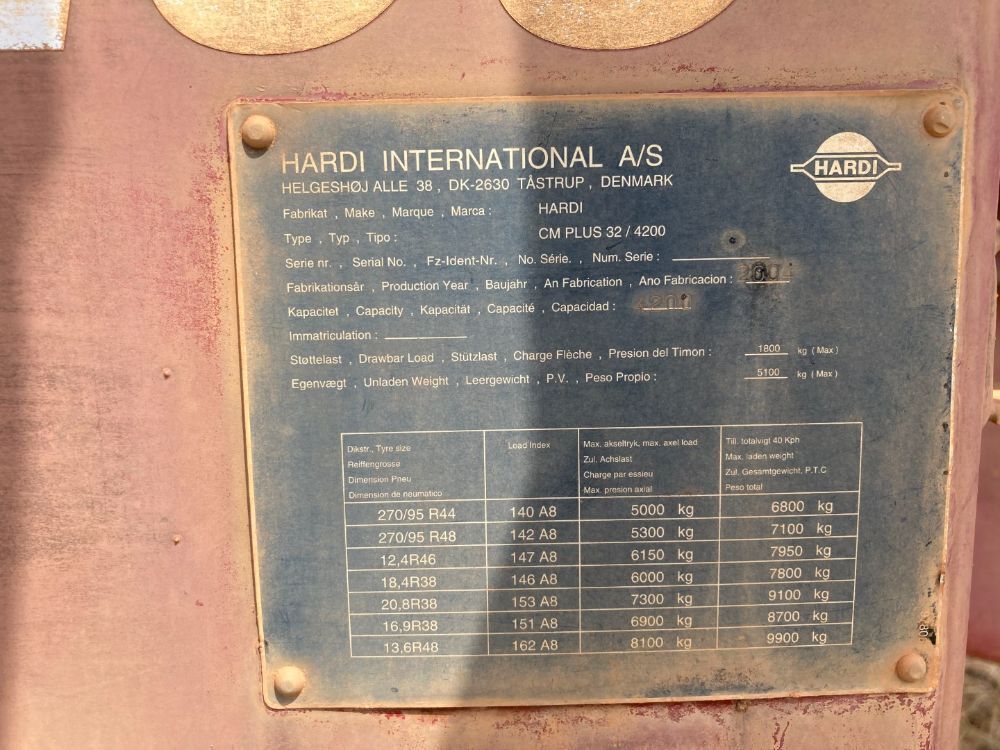 HARDI INTERNATIONAL A/S
HARDI
HELGESHØJ ALLE 38, DK-2630 TÅSTRUP, DENMARK
Fabrikat, Make, Marque, Marca: HARDI
Type, Typ, Tipo: CM PLUS 32 / 4200
Serie nr., Serial No., Fz-Ident-Nr., No. Série., Num. Serie:
Fabrikationsår, Production Year, Baujahr, An Fabrication, Ano Fabricacion: 2004
Kapacitet, Capacity, Kapacität, Capacité, Capacidad: 4200
Immatriculation:
Støttelast, Drawbar Load, Stützlast, Charge Flèche, Presion del Timon: 1800 kg (Max)
Egenvægt, Unladen Weight, Leergewicht, P.V., Peso Propio: 5100 kg (Max)
Dikstr., Tyre size Load Index Max. akseltryk, max. axel load Till. totalvigt 40 Kph
Reiffengrosse Zul. Achslast Max. laden weight
Dimension Pneu Charge par essieu Zul. Gesamtgewicht, P.T.C
Dimension de neumatico Max. presion axial Peso total
270/95 R44 140 A8 5000 kg 6800 kg
270/95 R48 142 A8 5300 kg 7100 kg
12,4R46 147 A8 6150 kg 7950 kg
18,4R38 146 A8 6000 kg 7800 kg
20,8R38 153 A8 7300 kg 9100 kg
16,9R38 151 A8 6900 kg 8700 kg
13,6R48 162 A8 8100 kg 9900 kg